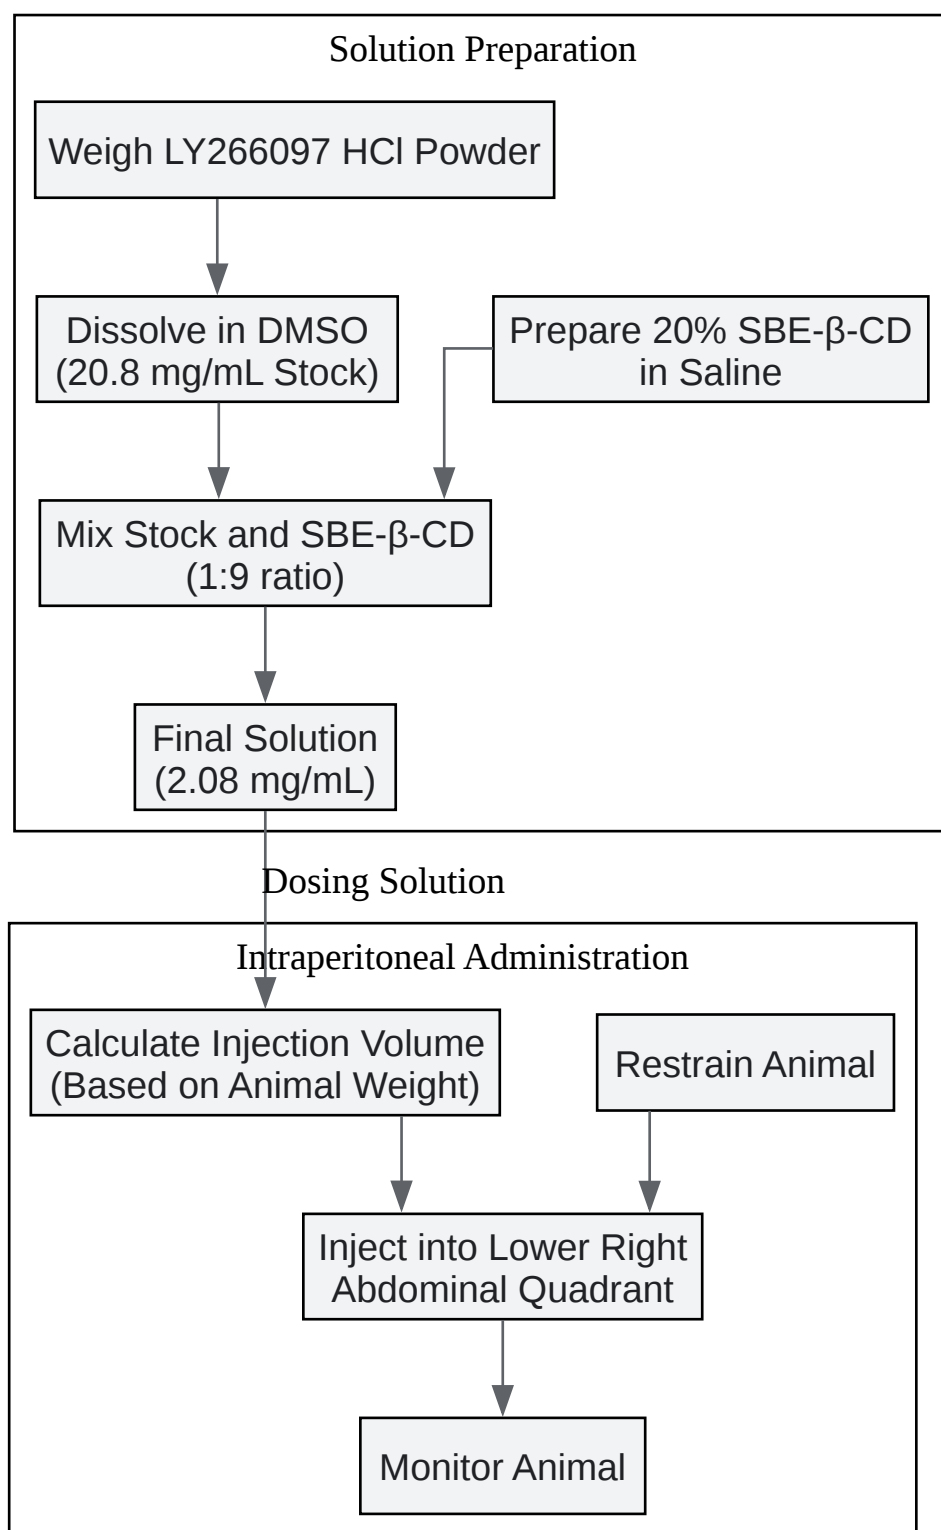 Solution Preparation
Weigh LY266097 HCl Powder
Dissolve in DMSO
(20.8 mg/mL Stock)
Prepare 20% SBE-β-CD
in Saline
Mix Stock and SBE-β-CD
(1:9 ratio)
Final Solution
(2.08 mg/mL)
Dosing Solution
Intraperitoneal Administration
Calculate Injection Volume
(Based on Animal Weight)
Restrain Animal
Inject into Lower Right
Abdominal Quadrant
Monitor Animal